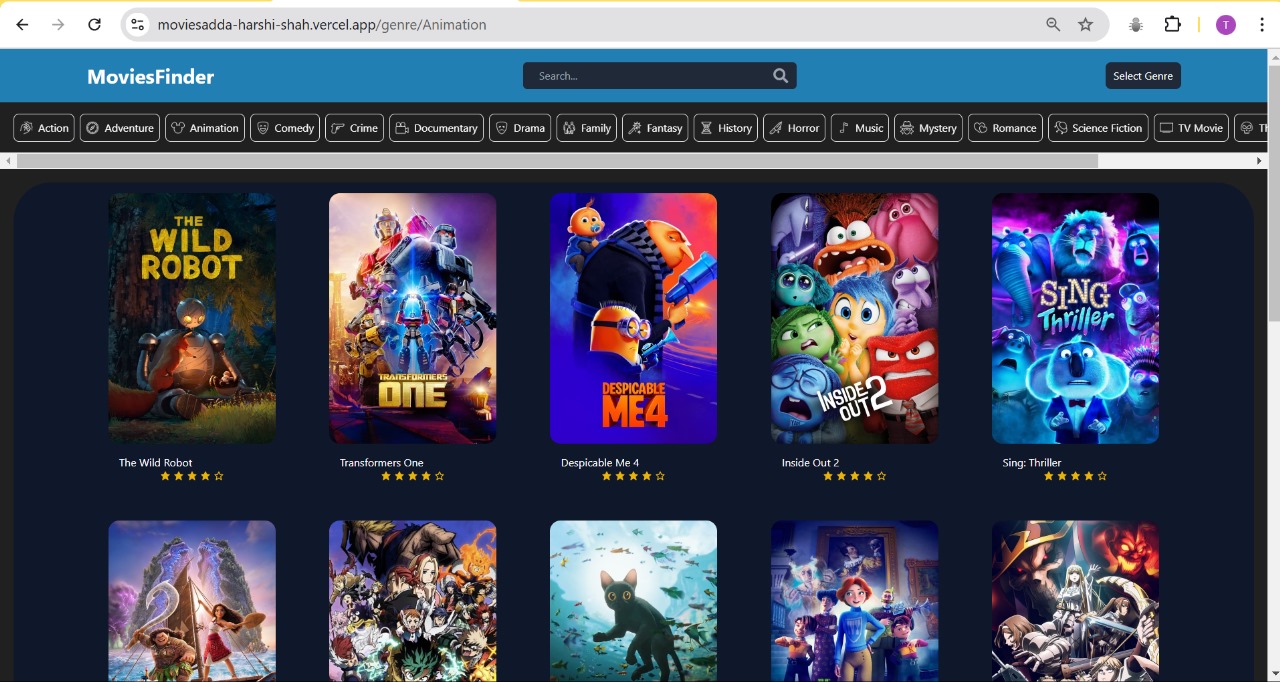 moviesadda-harshi-shah.vercel.app/genre/Animation
T
MoviesFinder
Search...
Select Genre
Action Adventure Animation Comedy Crime Documentary Drama Family Fantasy History Horror Music Mystery Romance Science Fiction TV Movie Th
THE
WILD
ROBOT
TRANSFORMERS
ONE
DESPICABLE
ME4
INSIDE
OUT 2
SING
Thriller
The Wild Robot
Transformers One
Despicable Me 4
Inside Out 2
Sing: Thriller